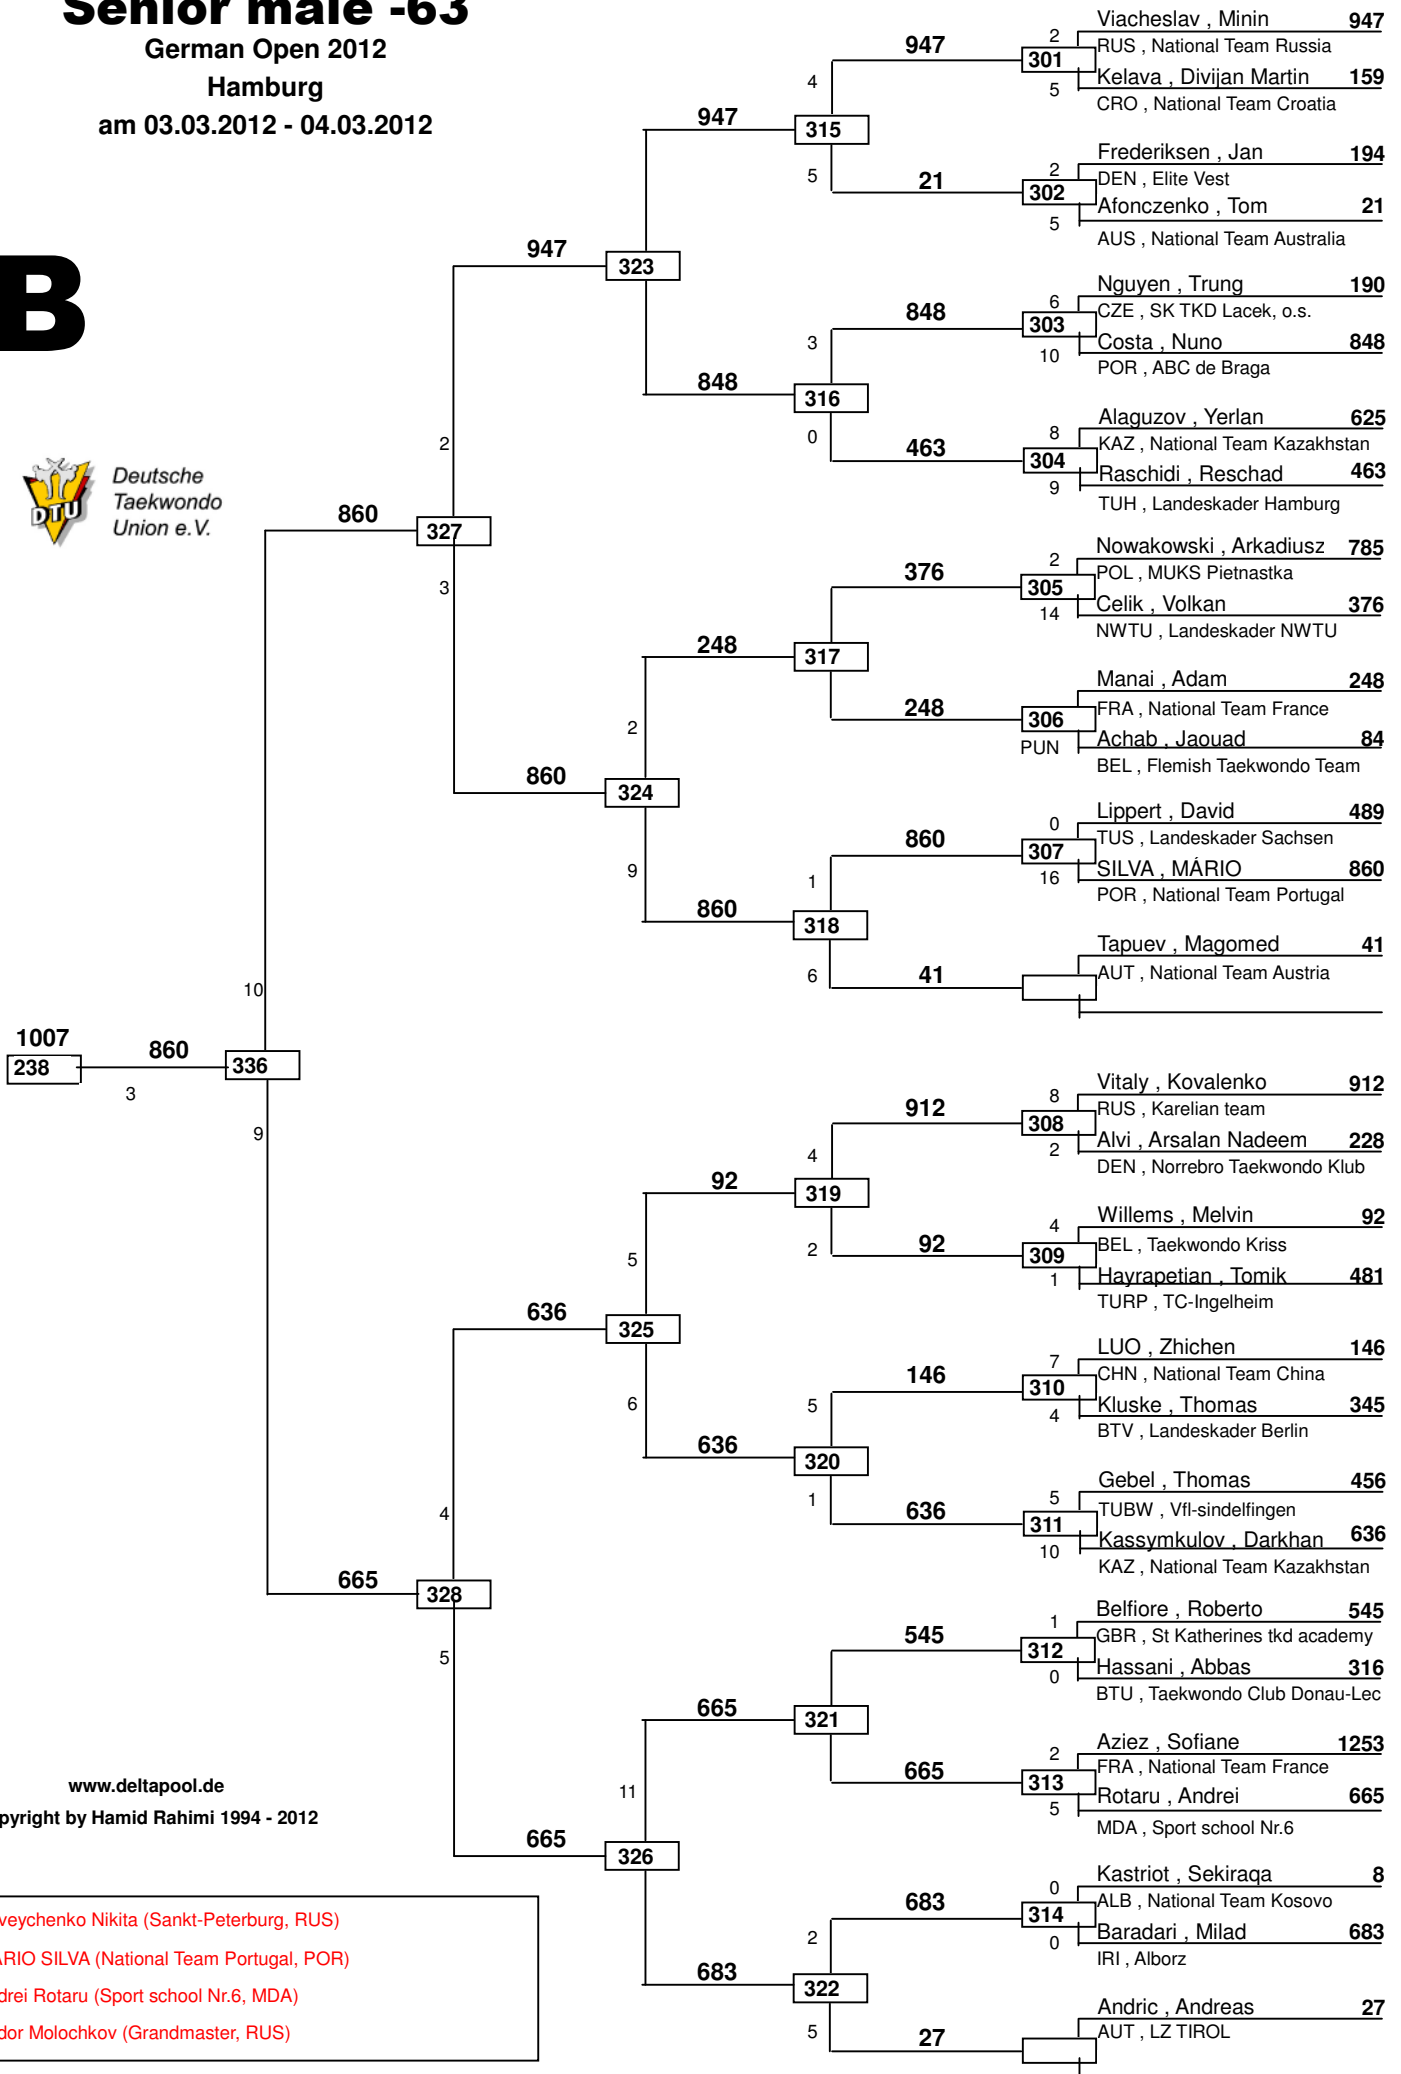 Senior male -63
German Open 2012
Hamburg
am 03.03.2012 - 04.03.2012
B
DTU
Deutsche
Taekwondo
Union e.V.
Viacheslav , Minin 947
2
RUS , National Team Russia
947
301
Kelava , Divijan Martin 159
5
CRO , National Team Croatia
4
947
315
5
Frederiksen , Jan 194
2
DEN , Elite Vest
21
302
Afonczenko , Tom 21
5
AUS , National Team Australia
947
323
Nguyen , Trung 190
6
CZE , SK TKD Lacek, o.s.
848
303
Costa , Nuno 848
10
POR , ABC de Braga
3
848
316
0
Alaguzov , Yerlan 625
8
KAZ , National Team Kazakhstan
463
304
Raschidi , Reschad 463
9
TUH , Landeskader Hamburg
2
860
327
3
Nowakowski , Arkadiusz 785
2
POL , MUKS Pietnastka
376
305
Celik , Volkan 376
14
NWTU , Landeskader NWTU
248
317
Manai , Adam 248
FRA , National Team France
248
306
Achab , Jaouad 84
PUN
BEL , Flemish Taekwondo Team
2
860
324
9
Lippert , David 489
0
TUS , Landeskader Sachsen
860
307
SILVA , MÁRIO 860
16
POR , National Team Portugal
1
860
318
6
Tapuev , Magomed 41
AUT , National Team Austria
41
10
1007
238
860
3
336
9
Vitaly , Kovalenko 912
8
RUS , Karelian team
912
308
Alvi , Arsalan Nadeem 228
2
DEN , Norrebro Taekwondo Klub
4
92
319
2
Willems , Melvin 92
4
BEL , Taekwondo Kriss
92
309
Hayrapetian , Tomik 481
1
TURP , TC-Ingelheim
5
636
325
6
LUO , Zhichen 146
7
CHN , National Team China
146
310
Kluske , Thomas 345
4
BTV , Landeskader Berlin
5
636
320
1
Gebel , Thomas 456
5
TUBW , Vfl-sindelfingen
636
311
Kassymkulov , Darkhan 636
10
KAZ , National Team Kazakhstan
4
665
328
5
Belfiore , Roberto 545
1
GBR , St Katherines tkd academy
545
312
Hassani , Abbas 316
0
BTU , Taekwondo Club Donau-Lec
665
321
Aziez , Sofiane 1253
2
FRA , National Team France
665
313
Rotaru , Andrei 665
5
MDA , Sport school Nr.6
11
665
326
Kastriot , Sekiraqa 8
0
ALB , National Team Kosovo
683
314
Baradari , Milad 683
0
IRI , Alborz
2
683
322
5
Andric , Andreas 27
AUT , LZ TIROL
27
www.deltapool.de
pyright by Hamid Rahimi 1994 - 2012
veychenko Nikita (Sankt-Peterburg, RUS)
ARIO SILVA (National Team Portugal, POR)
drei Rotaru (Sport school Nr.6, MDA)
dor Molochkov (Grandmaster, RUS)